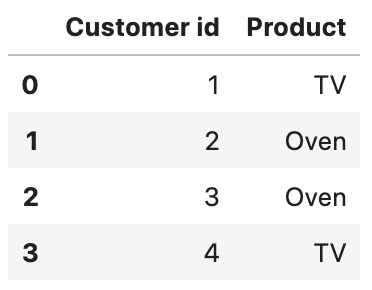 Customer id Product
0 1 TV
1 2 Oven
2 3 Oven
3 4 TV